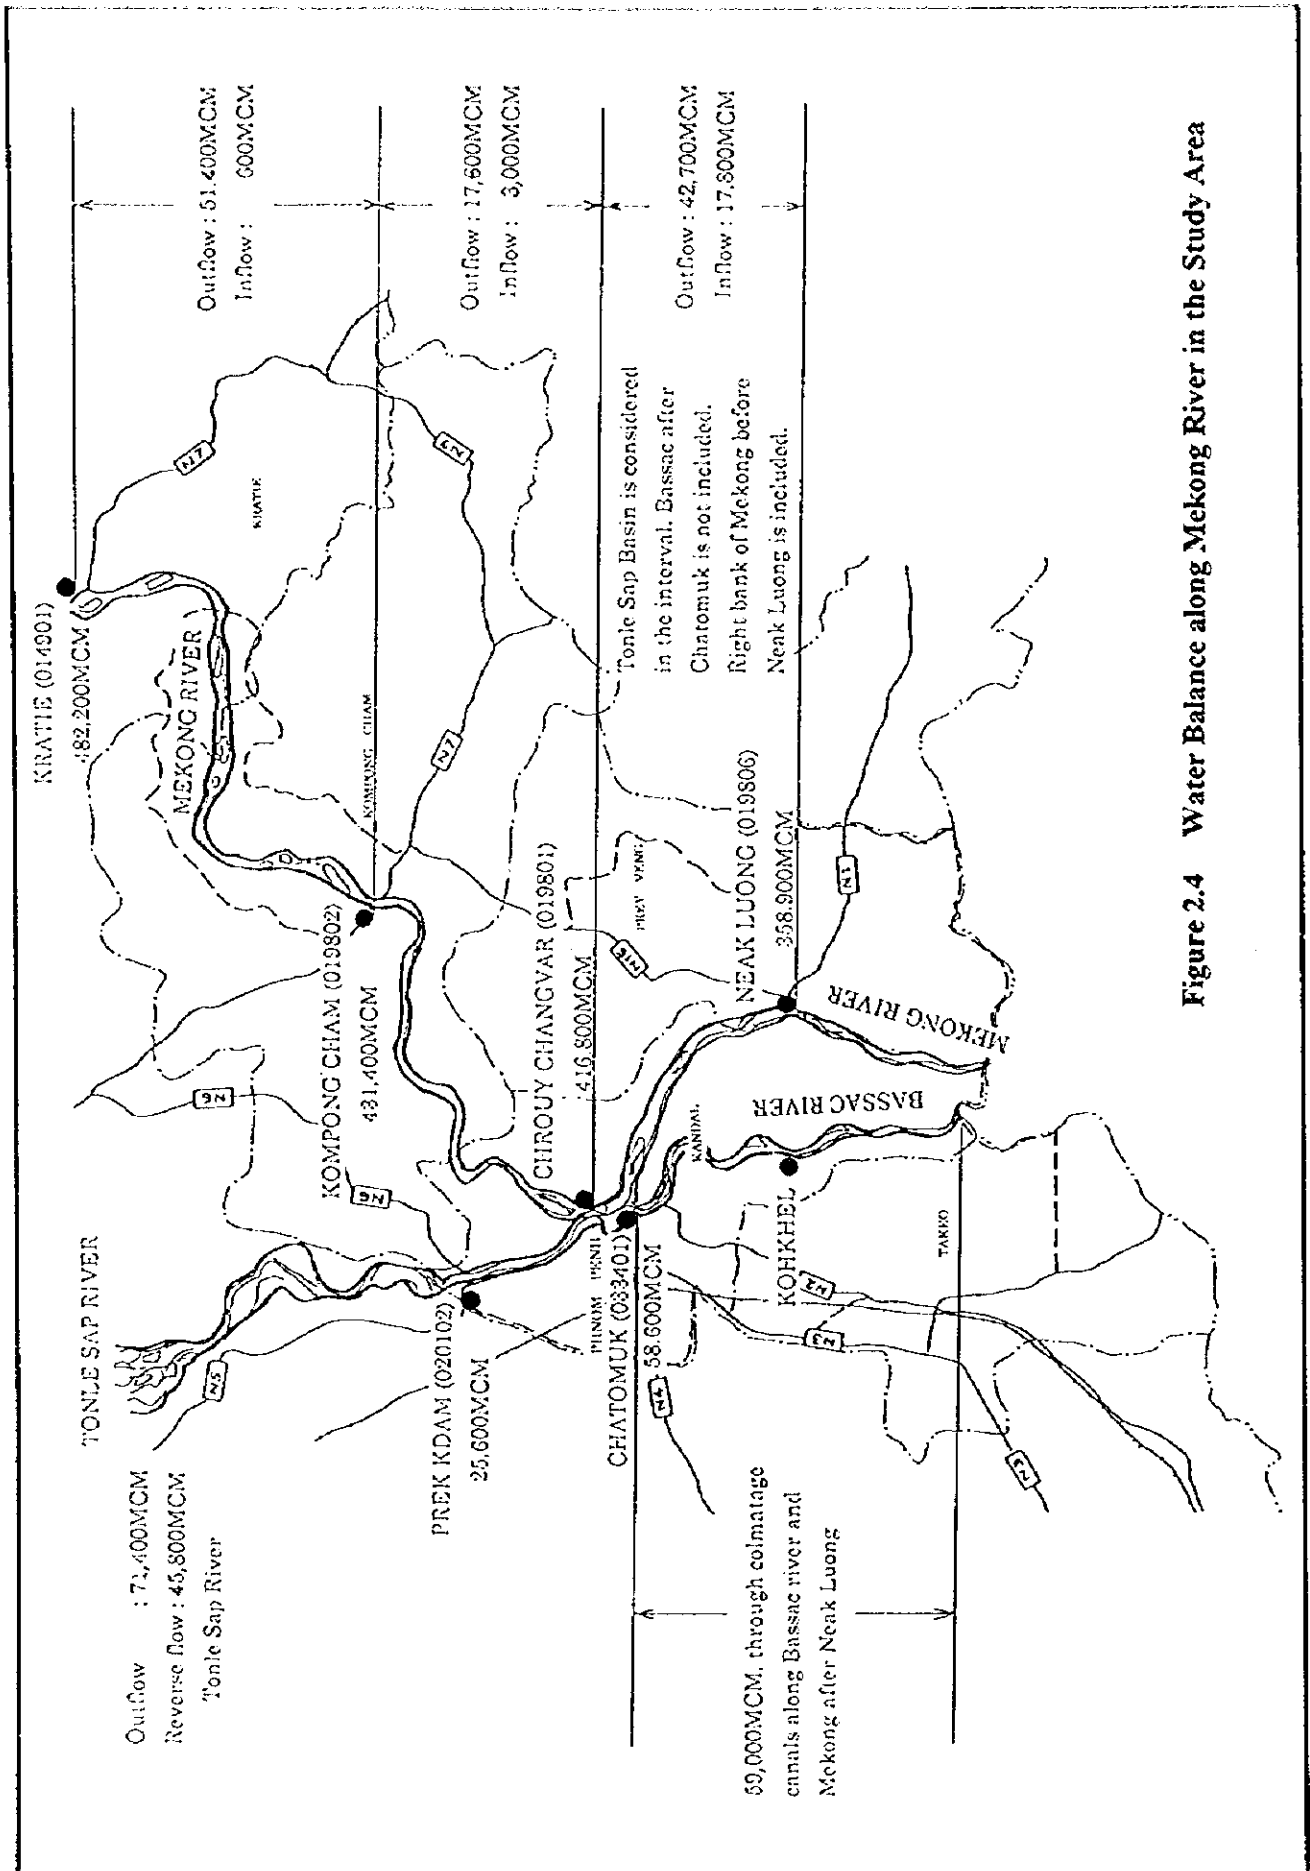 KRATIE (014901)
482,200MCM
MEKONG RIVER
N7
KRATIE
Outflow : 51,400MCM
Inflow : 600MCM
TONLE SAP RIVER
Outflow : 71,400MCM
Reverse flow : 45,800MCM
Tonle Sap River
N5
N6
N6
KOMPONG CHAM (019802)
431,400MCM
KOMPONG CHAM
N7
N7
Outflow : 17,600MCM
Inflow : 3,000MCM
PREK KDAM (020102)
25,600MCM
CHROUY CHANGVAR (019801)
416,800MCM
PHNOM PENH
CHATOMUK (033401)
58,600MCM
N15
PREY VENG
Tonle Sap Basin is considered
in the interval. Bassac after
Chatomuk is not included.
Right bank of Mekong before
Neak Luong is included.
Outflow : 42,700MCM
Inflow : 17,800MCM
NEAK LUONG (019806)
358,900MCM
N4
KANDAL
KOHKHEL
N2
N3
N1
BASSAC RIVER
MEKONG RIVER
TAKEO
N3
59,000MCM, through colmatage
canals along Bassac river and
Mekong after Neak Luong
Figure 2.4 Water Balance along Mekong River in the Study Area